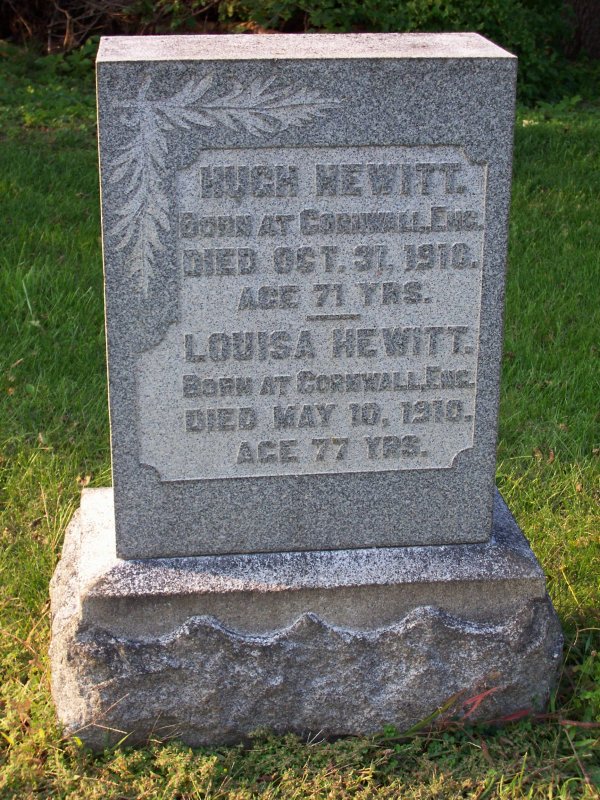 HUGH HEWITT.
BORN AT CORNWALL, ENG.
DIED OCT. 31, 1910.
AGE 71 YRS.
LOUISA HEWITT.
BORN AT CORNWALL, ENG.
DIED MAY 10, 1910.
AGE 77 YRS.